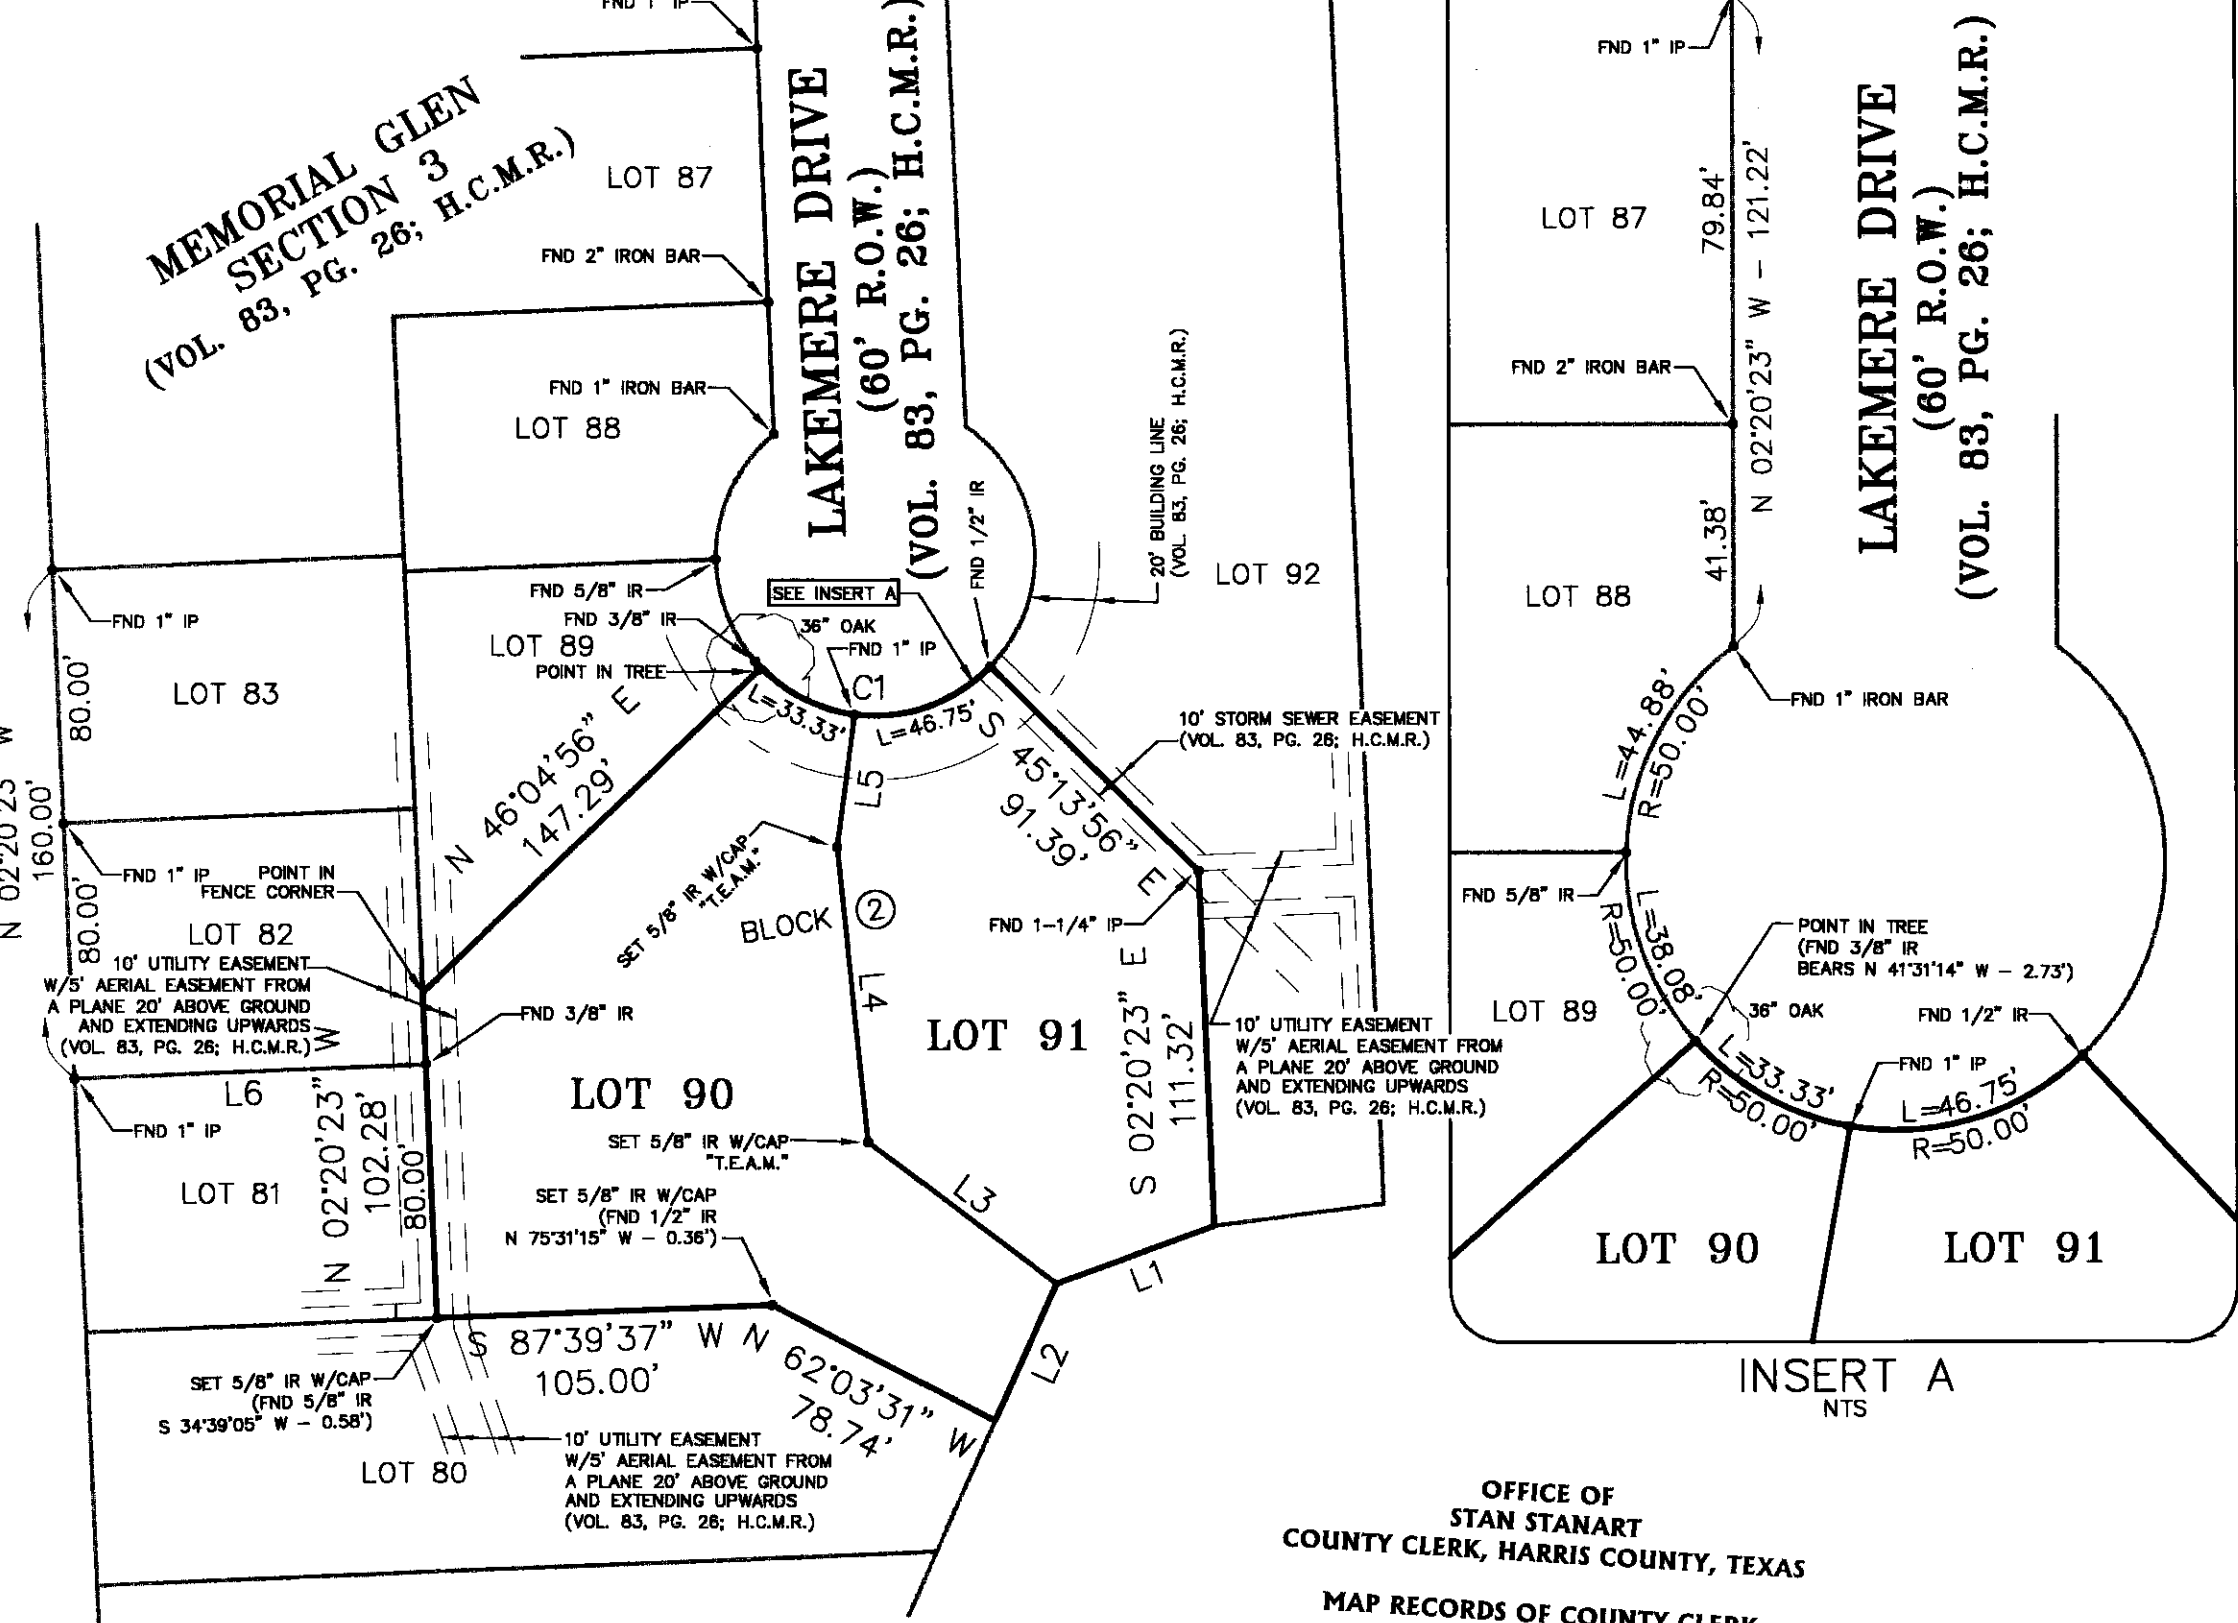 FND 1" IP
MEMORIAL GLEN
SECTION 3
(VOL. 83, PG. 26; H.C.M.R.)
LOT 87
FND 2" IRON BAR
FND 1" IRON BAR
LOT 88
LAKEMERE DRIVE
(60' R.O.W.)
(VOL. 83, PG. 26; H.C.M.R.)
FND 1/2" IR
20' BUILDING LINE
(VOL. 83, PG. 26; H.C.M.R.)
LOT 92
FND 5/8" IR
SEE INSERT A
FND 3/8" IR
36" OAK
LOT 89
FND 1" IP
POINT IN TREE
C1
L=33.33'
L=46.75'
FND 1" IP
80.00'
LOT 83
N 02°20'23" W
160.00'
N 46°04'56" E
147.29'
L5
S 45°13'56" E
91.39'
10' STORM SEWER EASEMENT
(VOL. 83, PG. 26; H.C.M.R.)
SET 5/8" IR W/CAP
"T.E.A.M."
BLOCK 2
FND 1" IP
POINT IN
FENCE CORNER
80.00'
LOT 82
10' UTILITY EASEMENT
W/5' AERIAL EASEMENT FROM
A PLANE 20' ABOVE GROUND
AND EXTENDING UPWARDS
(VOL. 83, PG. 26; H.C.M.R.)
FND 3/8" IR
L4
FND 1-1/4" IP
LOT 91
S 02°20'23" E
111.32'
10' UTILITY EASEMENT
W/5' AERIAL EASEMENT FROM
A PLANE 20' ABOVE GROUND
AND EXTENDING UPWARDS
(VOL. 83, PG. 26; H.C.M.R.)
L6
FND 1" IP
LOT 81
N 02°20'23" W
102.28'
80.00'
LOT 90
SET 5/8" IR W/CAP
"T.E.A.M."
L3
SET 5/8" IR W/CAP
(FND 1/2" IR
N 75°31'15" W - 0.36')
L1
L2
S 87°39'37" W
105.00'
N 62°03'31" W
78.74'
SET 5/8" IR W/CAP
(FND 5/8" IR
S 34°39'05" W - 0.58')
LOT 80
10' UTILITY EASEMENT
W/5' AERIAL EASEMENT FROM
A PLANE 20' ABOVE GROUND
AND EXTENDING UPWARDS
(VOL. 83, PG. 26; H.C.M.R.)
FND 1" IP
LOT 87
79.84'
N 02°20'23" W - 121.22'
LAKEMERE DRIVE
(60' R.O.W.)
(VOL. 83, PG. 26; H.C.M.R.)
FND 2" IRON BAR
41.38'
LOT 88
FND 1" IRON BAR
L=44.88'
R=50.00'
FND 5/8" IR
L=38.08'
R=50.00'
POINT IN TREE
(FND 3/8" IR
BEARS N 41°31'14" W - 2.73')
LOT 89
36" OAK
FND 1/2" IR
L=33.33'
R=50.00'
FND 1" IP
L=46.75'
R=50.00'
LOT 90
LOT 91
INSERT A
NTS
OFFICE OF
STAN STANART
COUNTY CLERK, HARRIS COUNTY, TEXAS
MAP RECORDS OF COUNTY CLERK